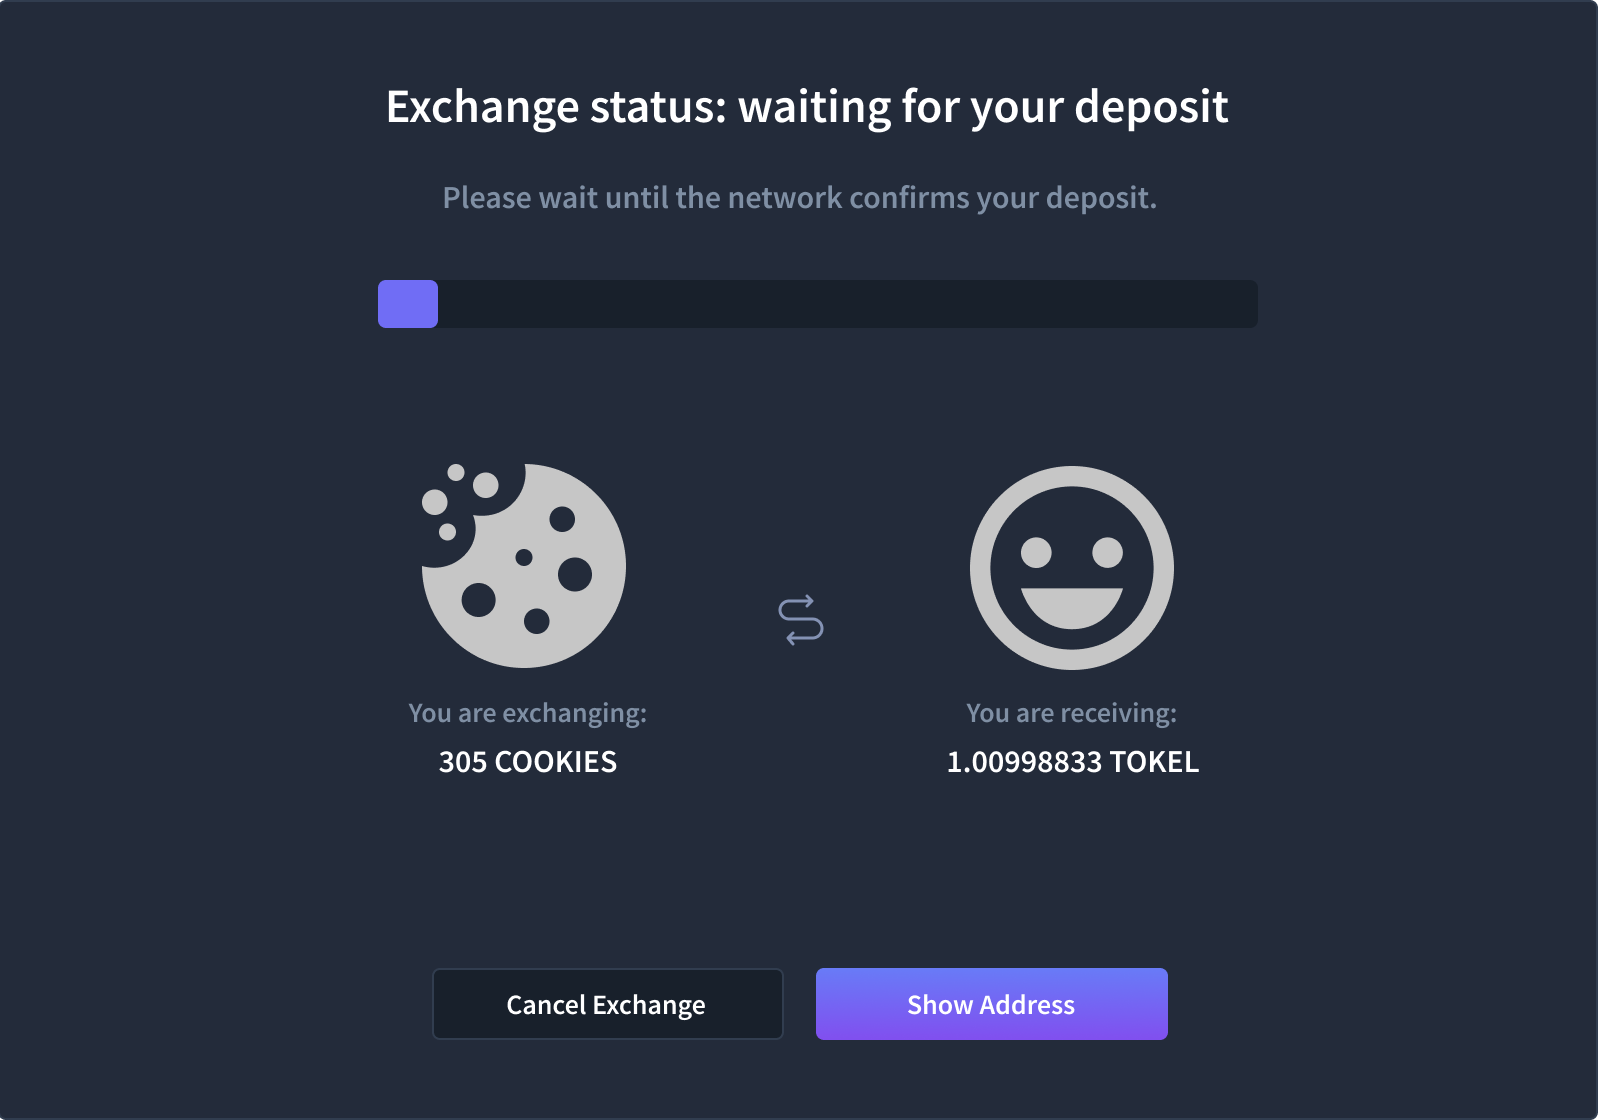 Exchange status: waiting for your deposit
Please wait until the network confirms your deposit.
You are exchanging:
305 COOKIES
You are receiving:
1.00998833 TOKEL
Cancel Exchange
Show Address